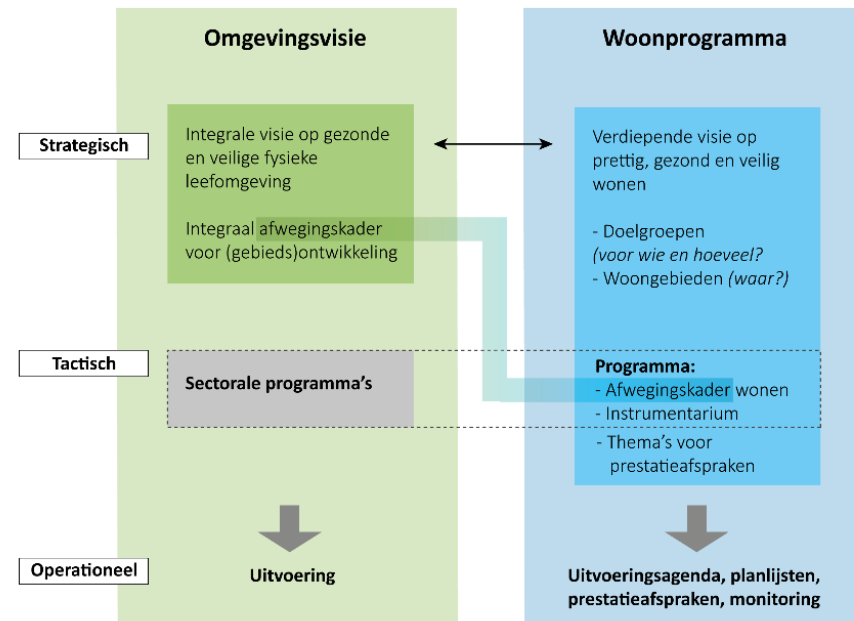 Omgevingsvisie
Woonprogramma
Strategisch
Integrale visie op gezonde
en veilige fysieke
leefomgeving
Integraal afwegingskader
voor (gebieds)ontwikkeling
Verdiepende visie op
prettig, gezond en veilig
wonen
- Doelgroepen
(voor wie en hoeveel?
- Woongebieden (waar?)
Tactisch
Sectorale programma's
Programma:
- Afwegingskader wonen
- Instrumentarium
- Thema's voor
prestatieafspraken
Operationeel
Uitvoering
Uitvoeringsagenda, planlijsten,
prestatieafspraken, monitoring